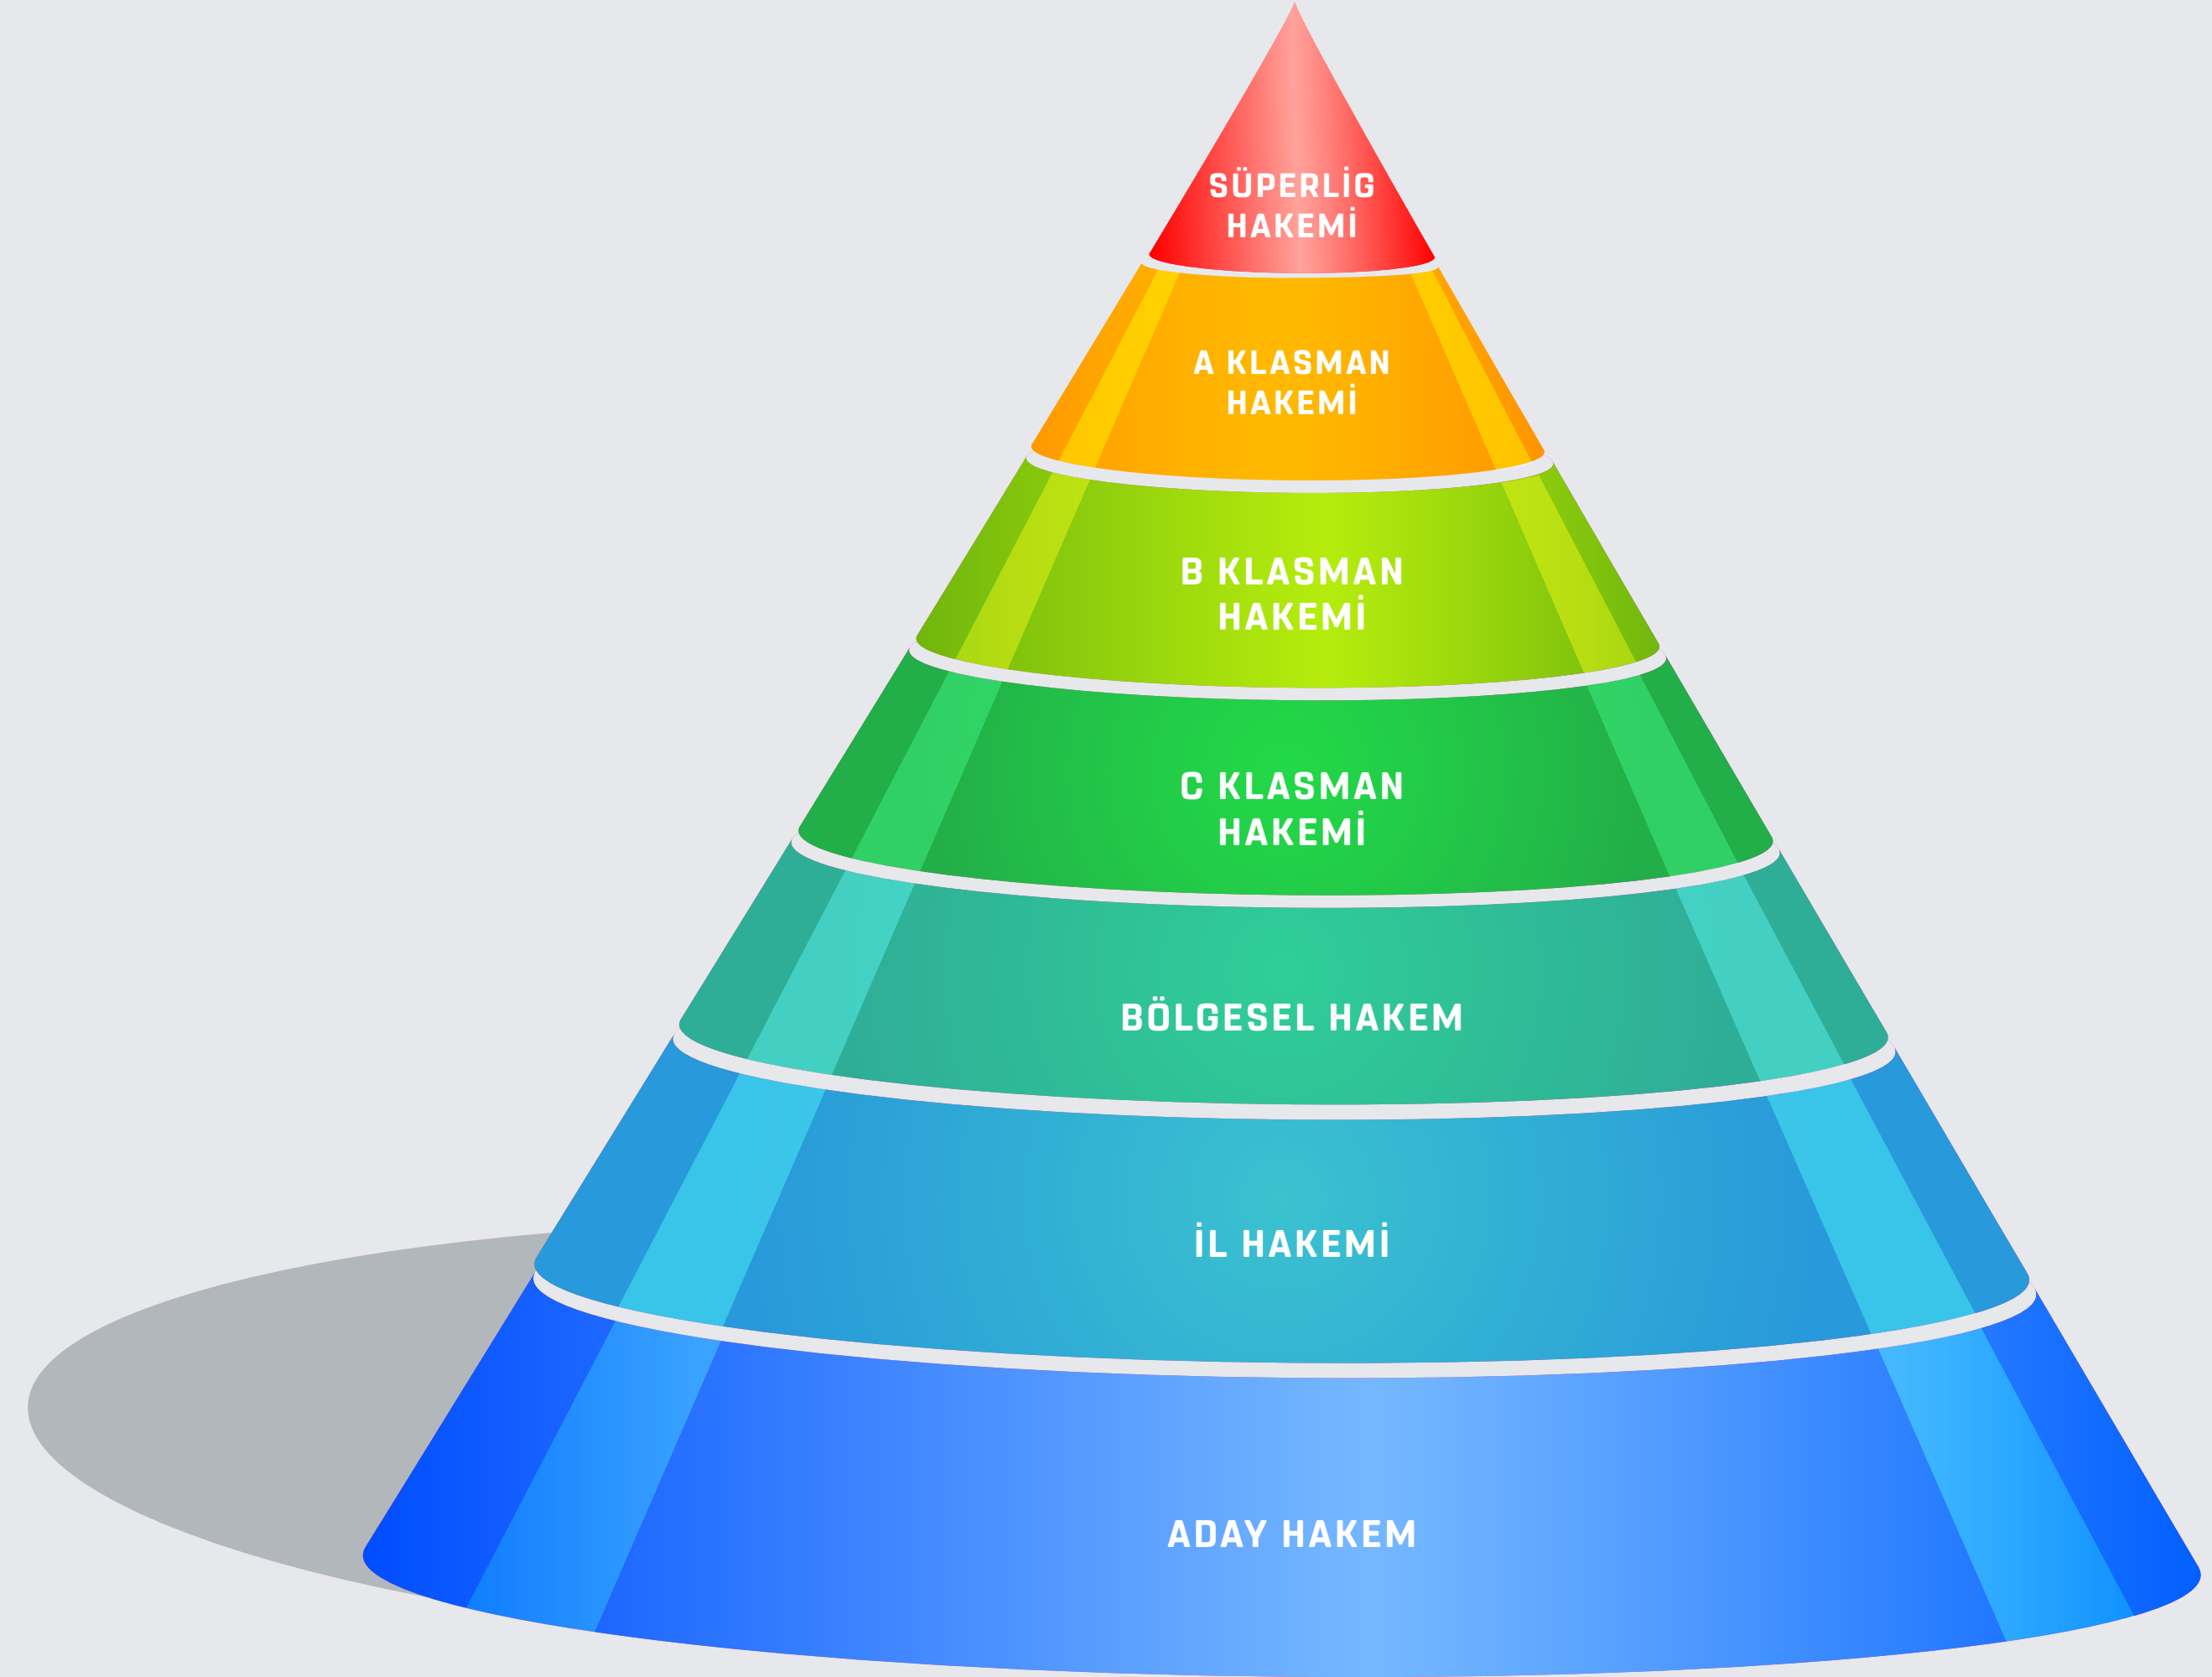 SÜPERLİG
HAKEMİ
A KLASMAN
HAKEMİ
B KLASMAN
HAKEMİ
C KLASMAN
HAKEMİ
BÖLGESEL HAKEM
İL HAKEMİ
ADAY HAKEM